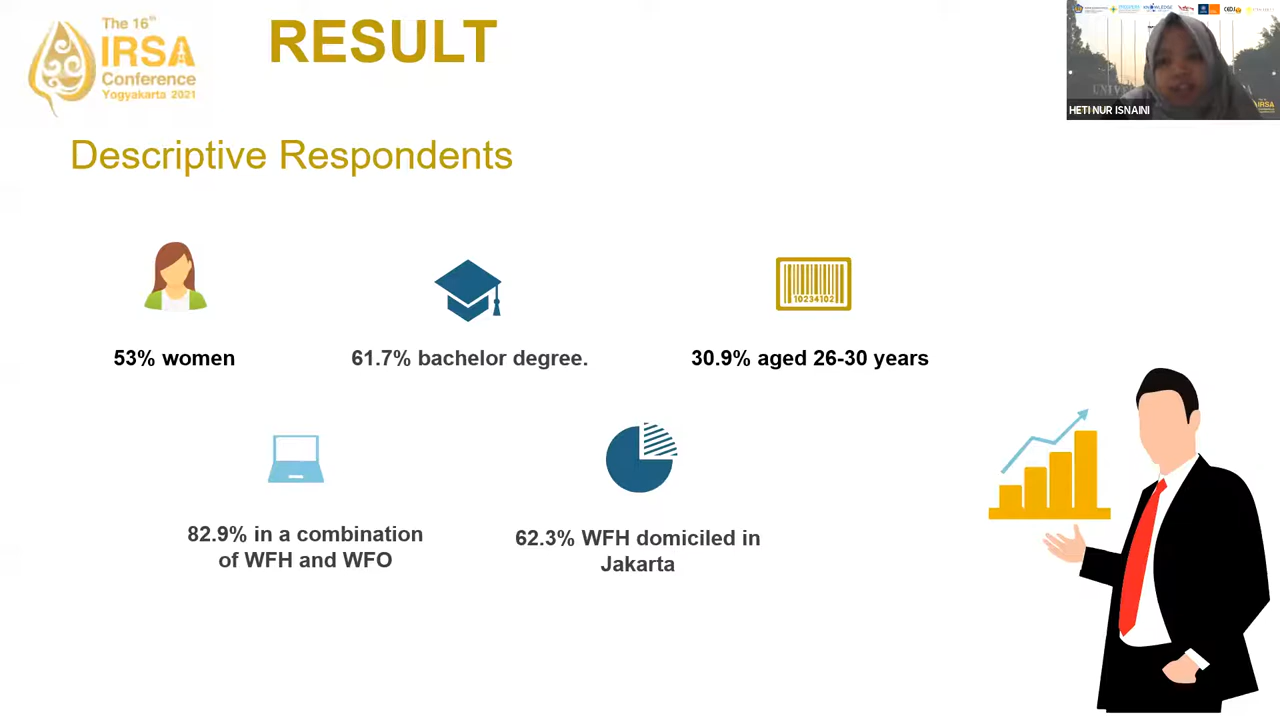 The 16th
IRSA
Conference
Yogyakarta 2021
RESULT
HETI NUR ISNAINI
Descriptive Respondents
10234102
53% women
61.7% bachelor degree.
30.9% aged 26-30 years
82.9% in a combination
of WFH and WFO
62.3% WFH domiciled in
Jakarta